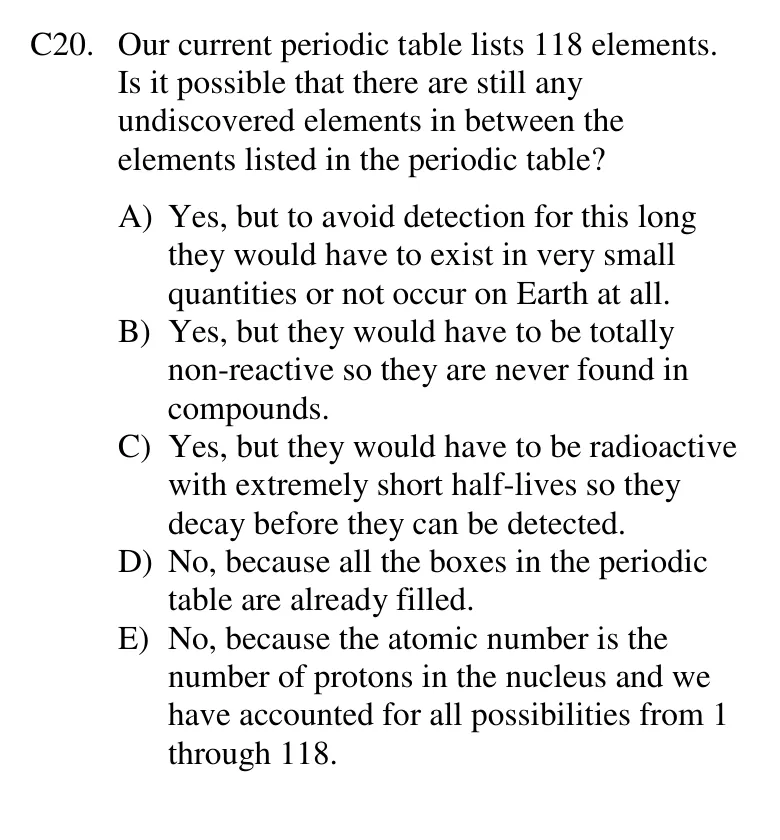 C20. Our current periodic table lists 118 elements.
Is it possible that there are still any
undiscovered elements in between the
elements listed in the periodic table?
A) Yes, but to avoid detection for this long
they would have to exist in very small
quantities or not occur on Earth at all.
B) Yes, but they would have to be totally
non-reactive so they are never found in
compounds.
C) Yes, but they would have to be radioactive
with extremely short half-lives so they
decay before they can be detected.
D) No, because all the boxes in the periodic
table are already filled.
E) No, because the atomic number is the
number of protons in the nucleus and we
have accounted for all possibilities from 1
through 118.